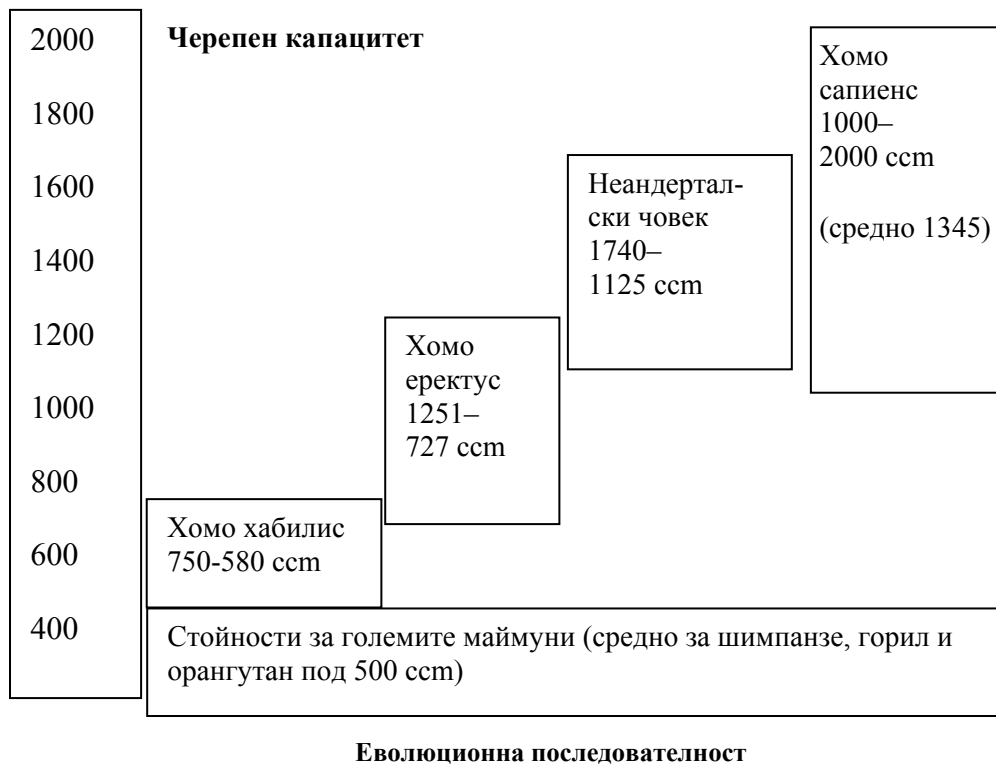 2000
1800
1600
1400
1200
1000
800
600
400
Черепен капацитет
Хомо
сапиенс
1000–
2000 ccm
(средно 1345)
Неандертал-
ски човек
1740–
1125 ccm
Хомо
еректус
1251–
727 ccm
Хомо хабилис
750-580 ccm
Стойности за големите маймуни (средно за шимпанзе, горил и
орангутан под 500 ccm)
Еволюционна последователност